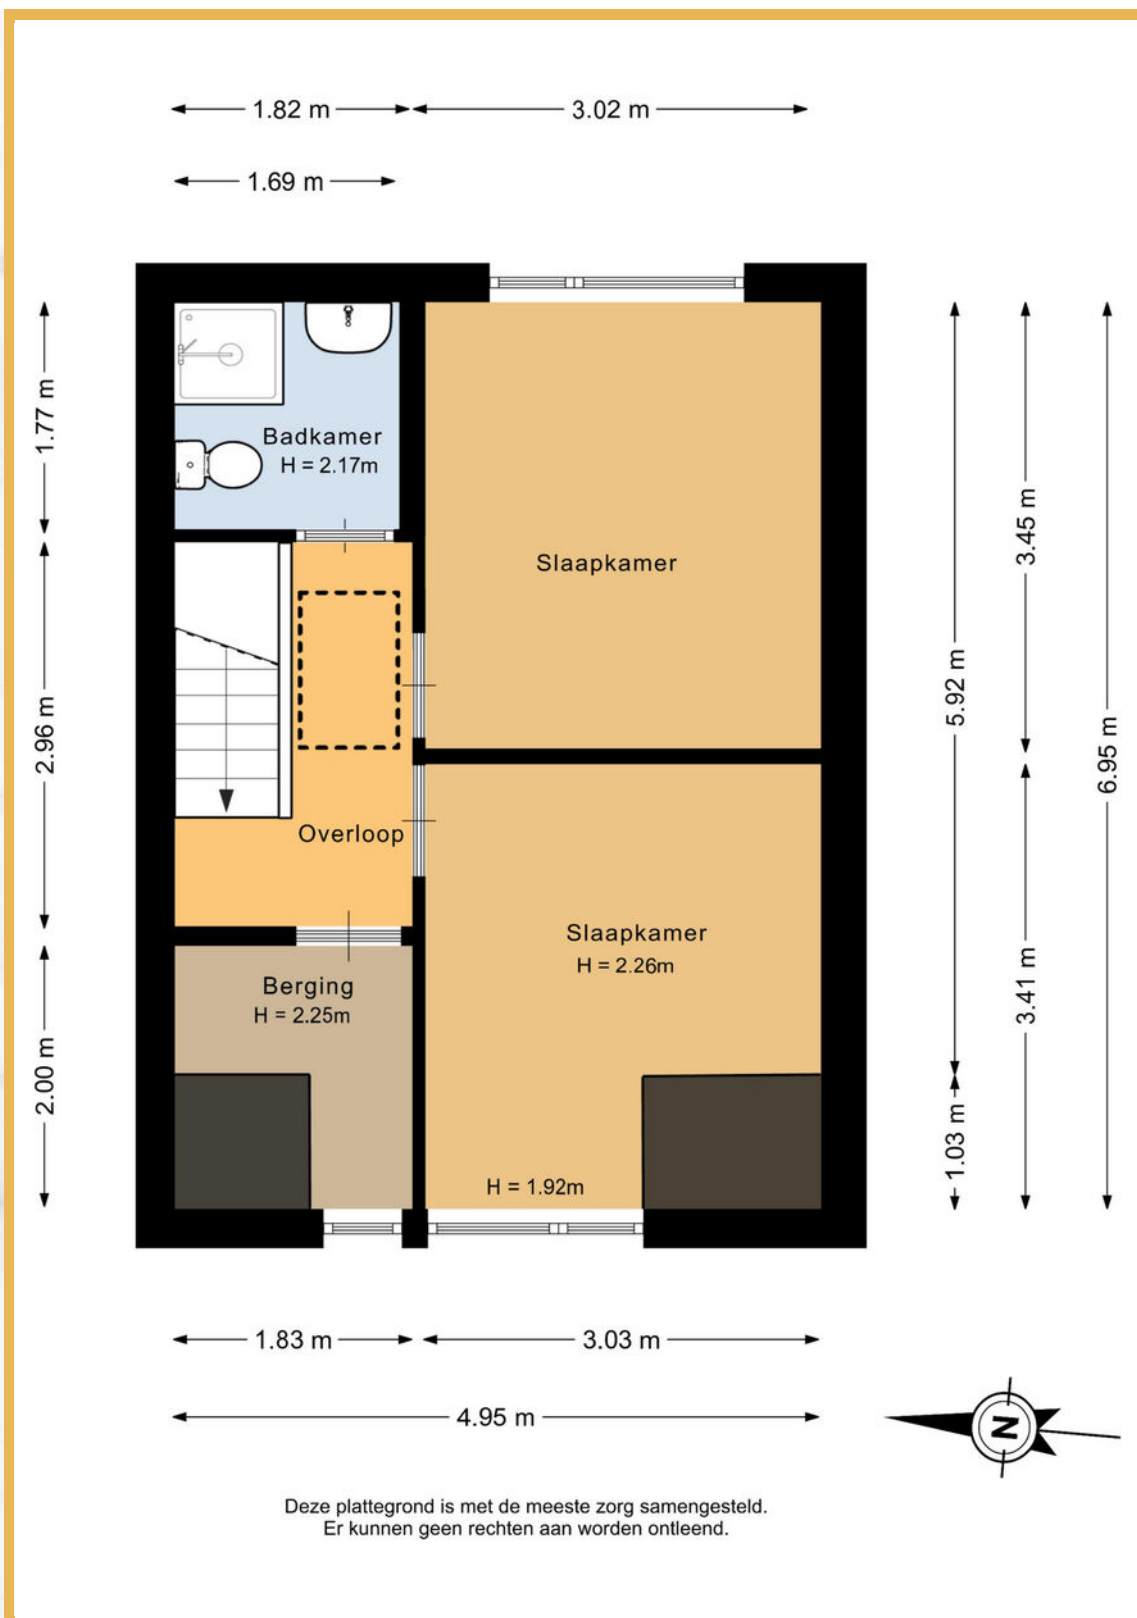 1.82 m
3.02 m
1.69 m
1.77 m
Badkamer
H = 2.17m
Slaapkamer
3.45 m
5.92 m
6.95 m
2.96 m
Overloop
Slaapkamer
H = 2.26m
Berging
H = 2.25m
3.41 m
2.00 m
1.03 m
H = 1.92m
1.83 m
3.03 m
4.95 m
N
Deze plattegrond is met de meeste zorg samengesteld.
Er kunnen geen rechten aan worden ontleend.